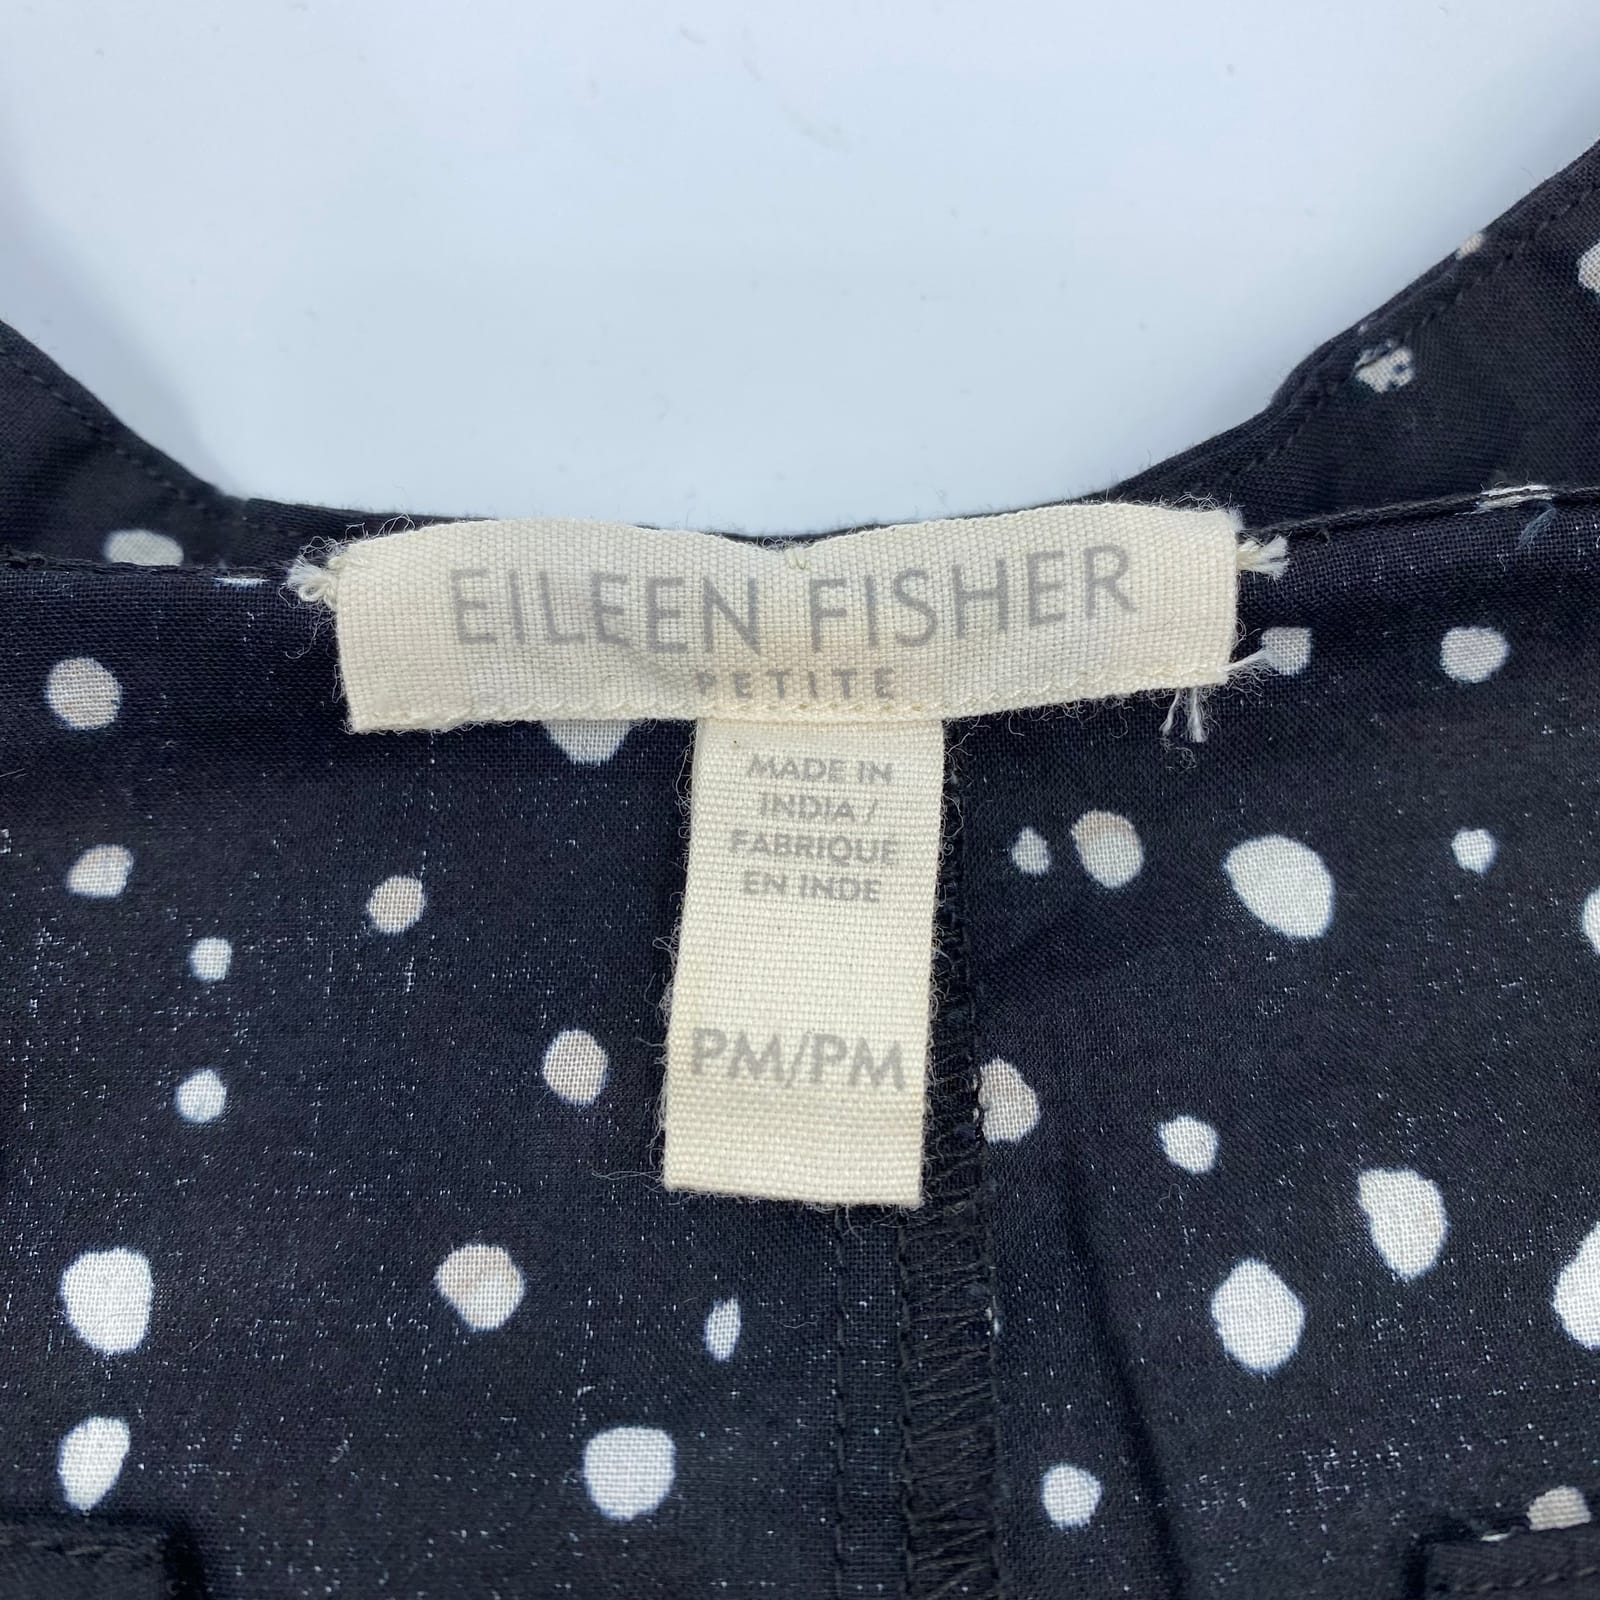 EILEEN FISHER
PETITE
MADE IN
INDIA /
FABRIQUE
EN INDE
PM/PM